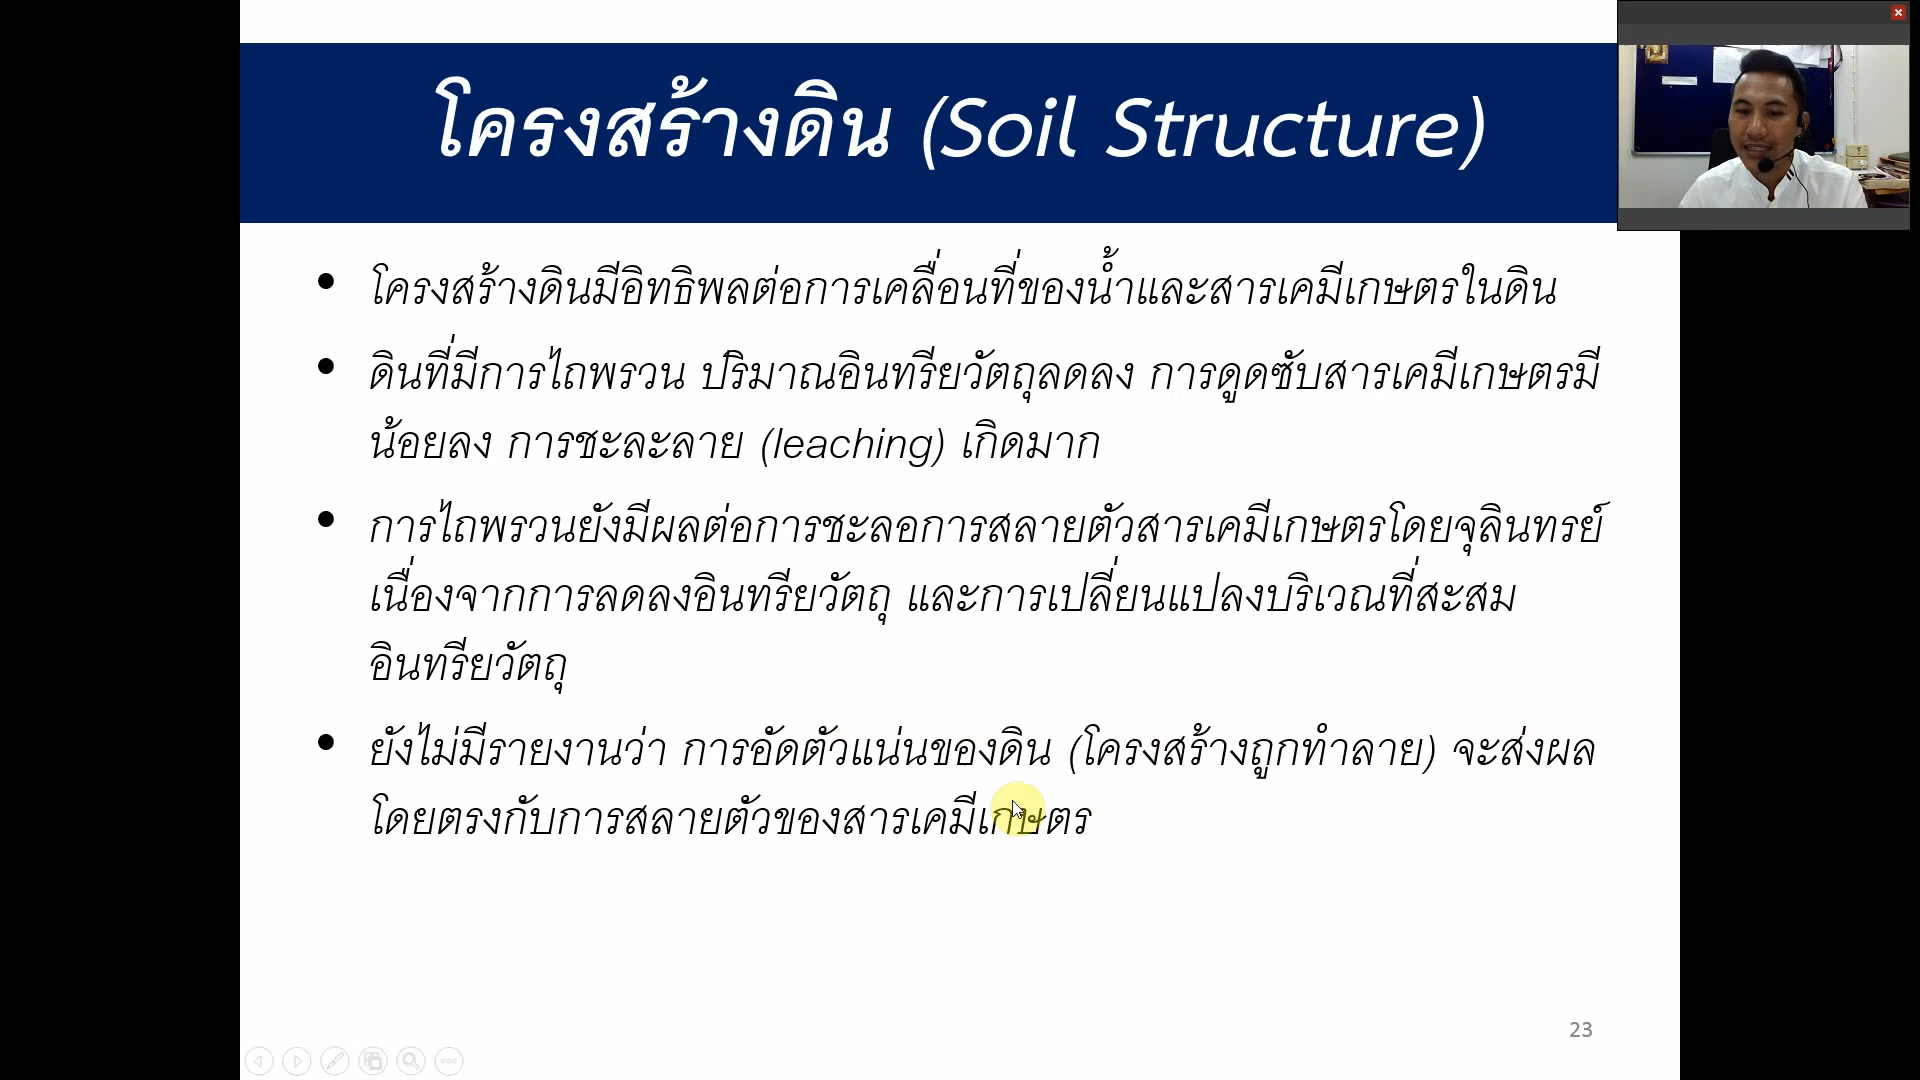 โครงสร้างดิน (Soil Structure)
• โครงสร้างดินมีอิทธิพลต่อการเคลื่อนที่ของน้ำและสารเคมีเกษตรในดิน
• ดินที่มีการไถพรวน ปริมาณอินทรียวัตถุลดลง การดูดซับสารเคมีเกษตรมี
น้อยลง การชะละลาย (leaching) เกิดมาก
• การไถพรวนยังมีผลต่อการชะลอการสลายตัวสารเคมีเกษตรโดยจุลินทรย์
เนื่องจากการลดลงอินทรียวัตถุ และการเปลี่ยนแปลงบริเวณที่สะสม
อินทรียวัตถุ
• ยังไม่มีรายงานว่า การอัดตัวแน่นของดิน (โครงสร้างถูกทำลาย) จะส่งผล
โดยตรงกับการสลายตัวของสารเคมีเกษตร
23